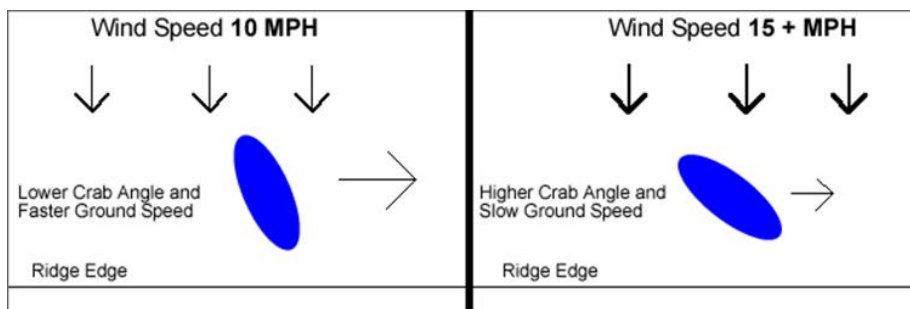 Wind Speed 10 MPH
Lower Crab Angle and
Faster Ground Speed
Ridge Edge
Wind Speed 15 + MPH
Higher Crab Angle and
Slow Ground Speed
Ridge Edge